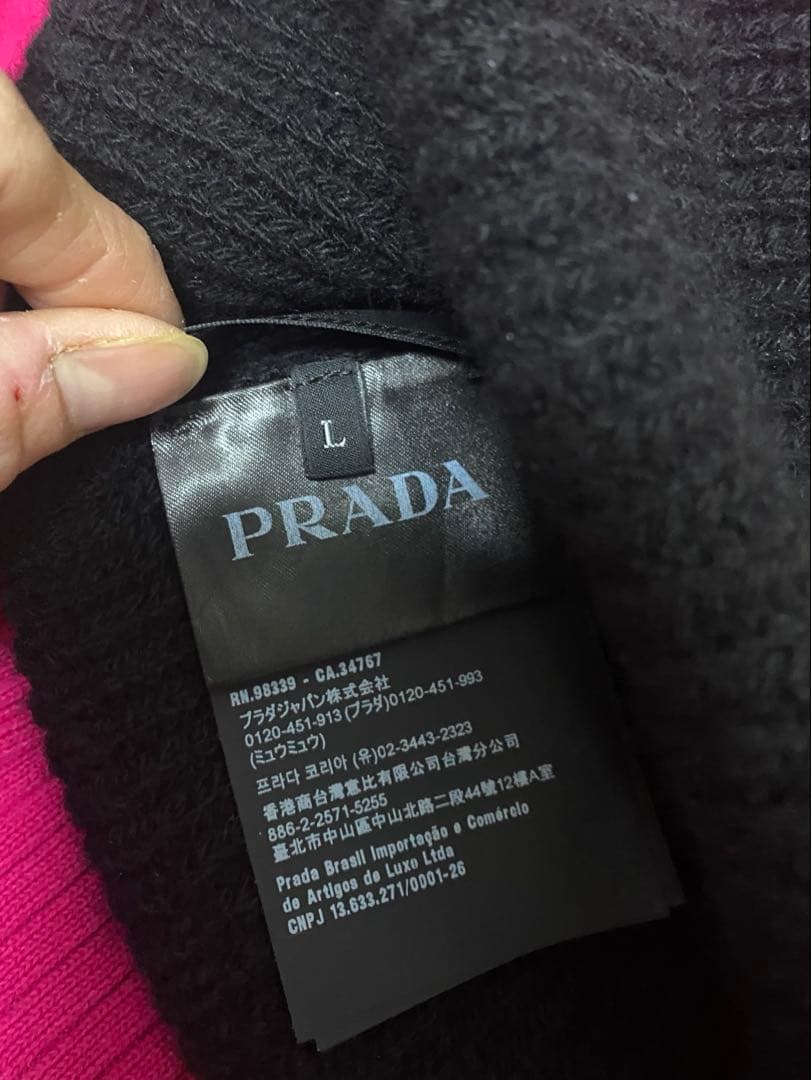 L
PRADA
RN.98339 - CA.34767
プラダジャパン株式会社
0120-451-913 (プラダ)0120-451-993
(ミュウミュウ)
프라다 코리아 (유)02-3443-2323
香港商台灣意比有限公司台灣分公司
886-2-2571-5255
臺北市中山區中山北路二段44號12樓A室
Prada Brasil Importação e Comércio
de Artigos de Luxo Ltda
CNPJ 13.633.271/0001-26